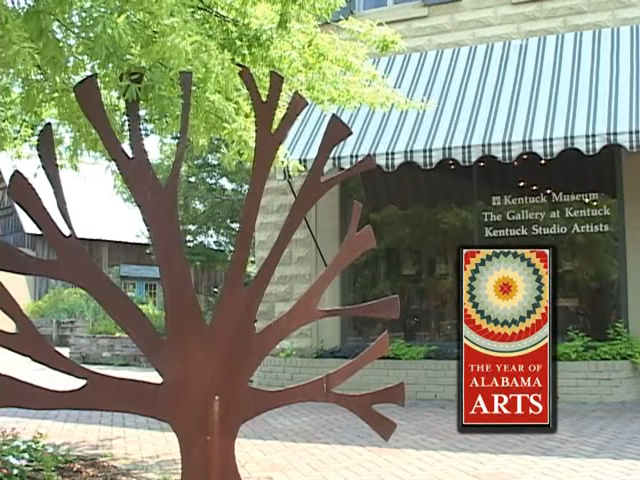 Kentuck Museum
The Gallery at Kentuck
Kentuck Studio Artists
THE YEAR OF
ALABAMA
ARTS